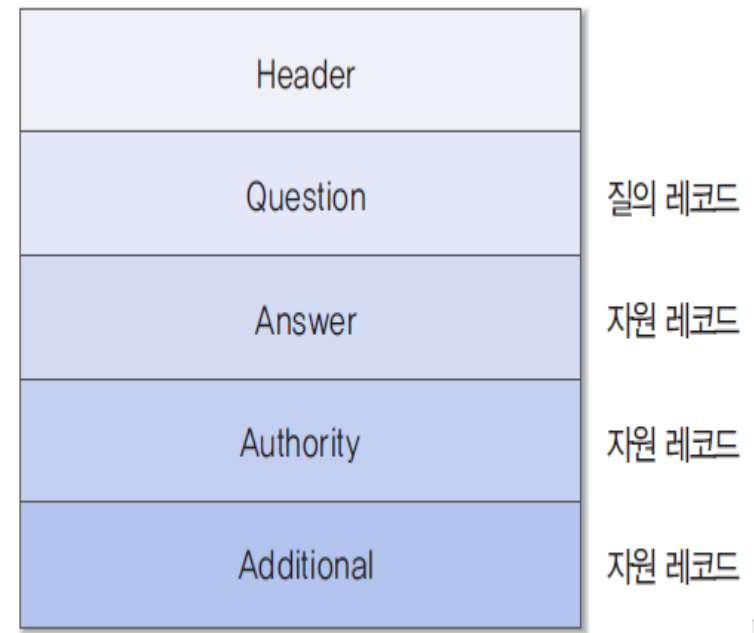 Header
Question 질의 레코드
Answer 자원 레코드
Authority 자원 레코드
Additional 자원 레코드